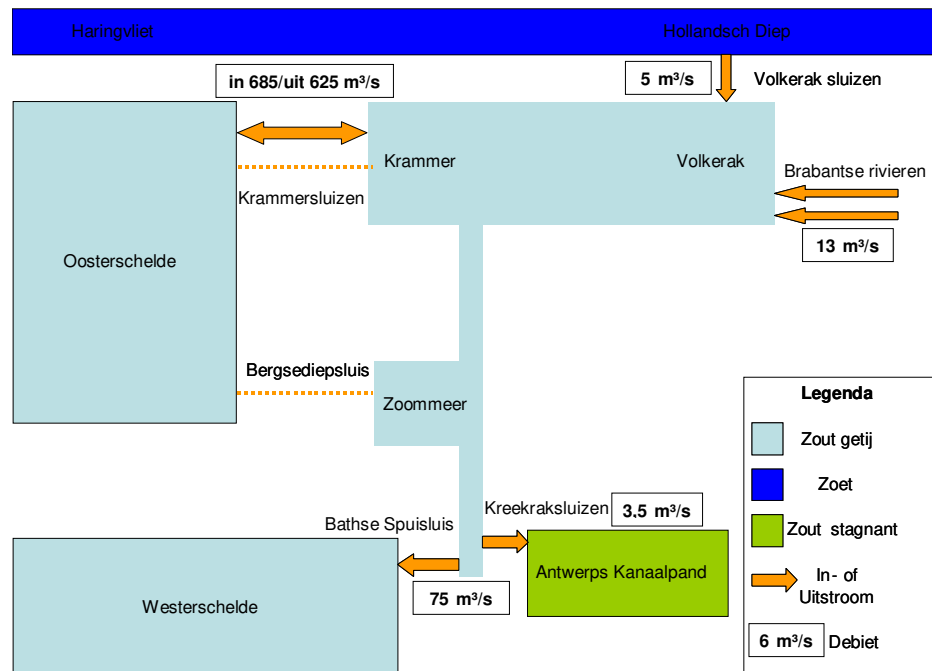 Haringvliet
Hollandsch Diep
in 685/uit 625 m³/s
5 m³/s
Volkerak sluizen
Krammer
Volkerak
Brabantse rivieren
Krammersluizen
13 m³/s
Oosterschelde
Bergsediepsluis
Zoommeer
Legenda
Zout getij
Zoet
Zout stagnant
In- of
Uitstroom
6 m³/s Debiet
Kreekraksluizen
3,5 m³/s
Bathse Spuisluis
Antwerps Kanaalpand
75 m³/s
Westerschelde